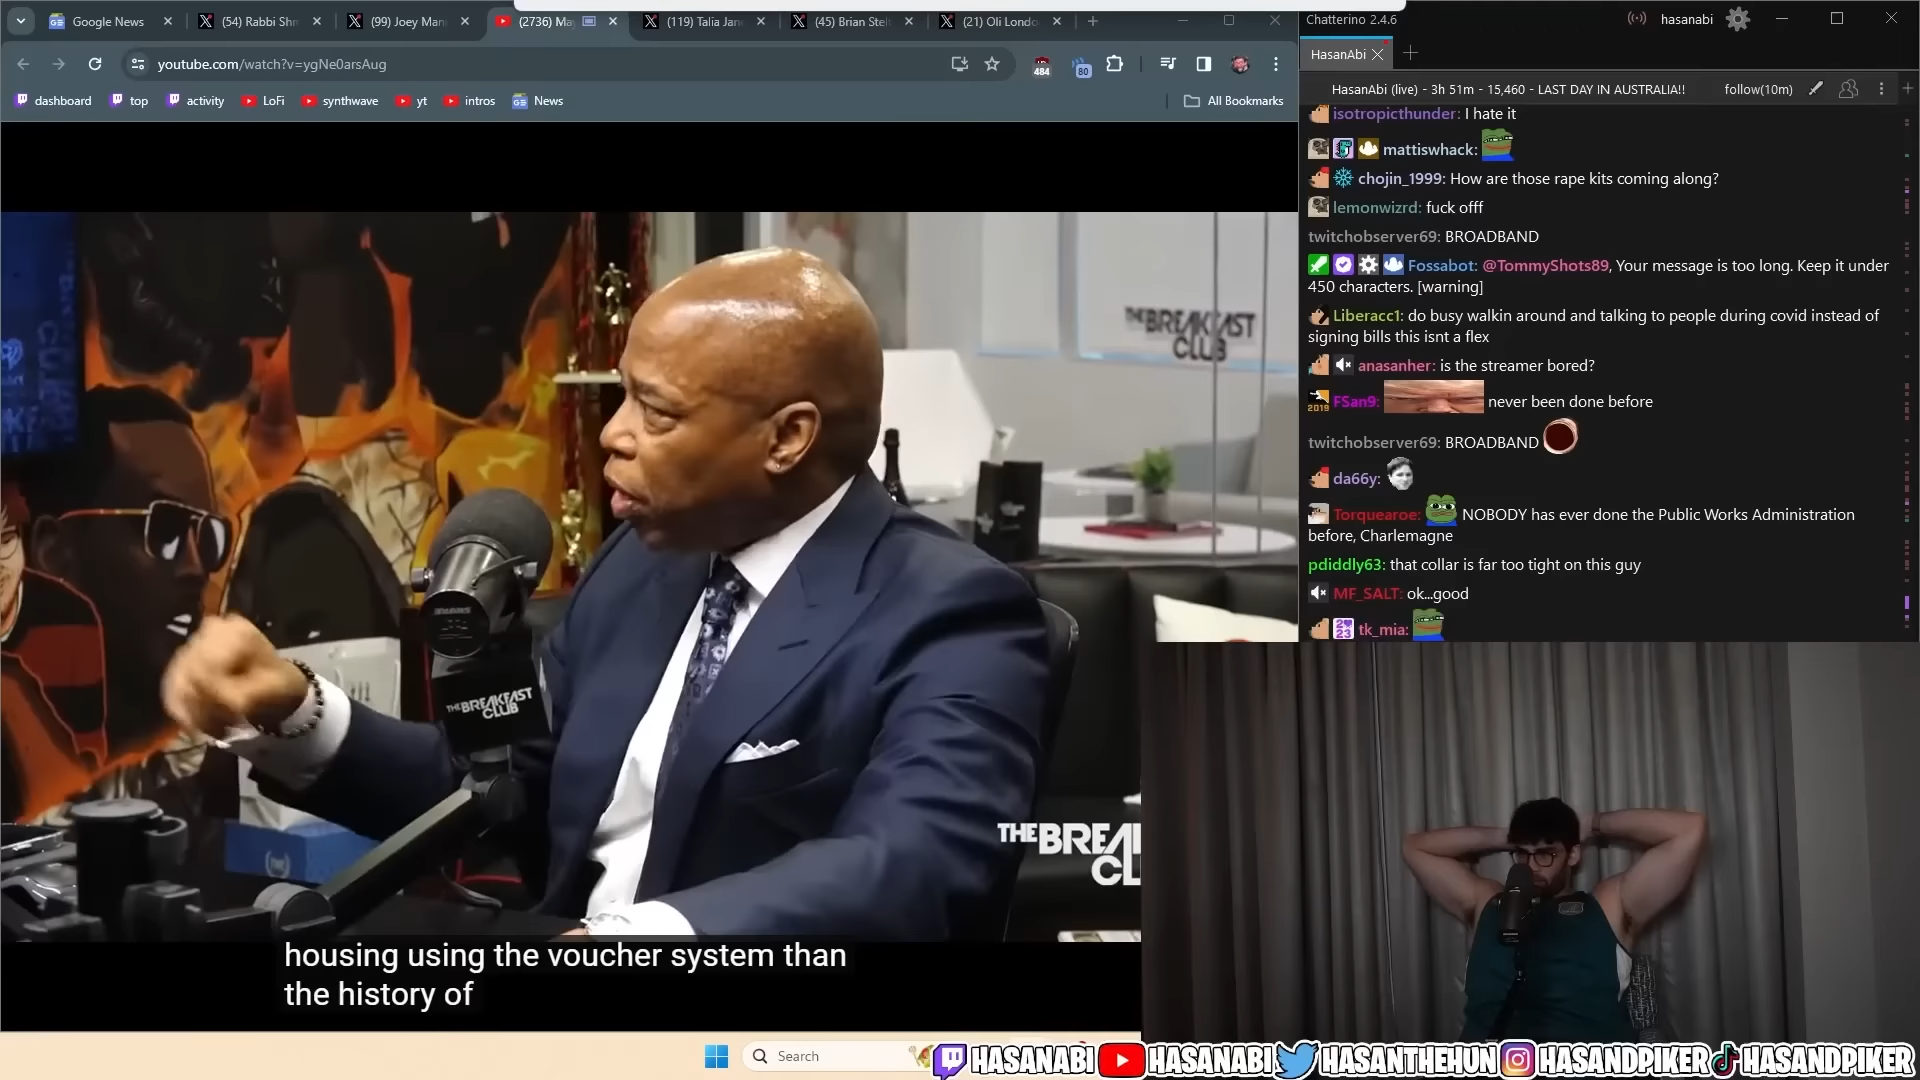 Google News
(54) Rabbi Shm
(99) Joey Man
(2736) Ma
(119) Talia Jan
(45) Brian Stelt
(21) Oli Londo
youtube.com/watch?v=ygNe0arsAug
484
80
dashboard
top
activity
LoFi
synthwave
yt
intros
News
All Bookmarks
Chatterino 2.4.6
hasanabi
HasanAbi
HasanAbi (live) - 3h 51m - 15,460 - LAST DAY IN AUSTRALIA!!
follow(10m)
isotropicthunder: I hate it
mattiswhack:
chojin_1999: How are those rape kits coming along?
lemonwizrd: fuck offf
twitchobserver69: BROADBAND
Fossabot: @TommyShots89, Your message is too long. Keep it under
450 characters. [warning]
Liberacc1: do busy walkin around and talking to people during covid instead of
signing bills this isnt a flex
anasanher: is the streamer bored?
2019 FSan9: never been done before
twitchobserver69: BROADBAND
da66y:
Torquearoe: NOBODY has ever done the Public Works Administration
before, Charlemagne
pdiddly63: that collar is far too tight on this guy
MF_SALT: ok...good
tk_mia:
THE BREAKFAST
CLUB
THE BREAKFAST
CLUB
THE BREA
CL
housing using the voucher system than
the history of
Search
HASANABI
HASANABI
HASANTHEHUN
HASANDPIKER
HASANDPIKER